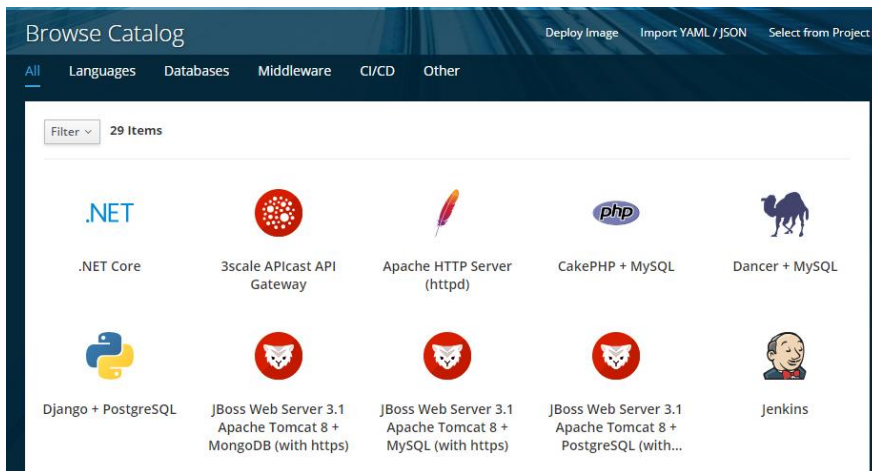 Browse Catalog
Deploy Image Import YAML / JSON Select from Project
All Languages Databases Middleware CI/CD Other
Filter 29 Items
.NET
php
.NET Core
3scale APIcast API
Gateway
Apache HTTP Server
(httpd)
CakePHP + MySQL
Dancer + MySQL
Django + PostgreSQL
JBoss Web Server 3.1
Apache Tomcat 8 +
MongoDB (with https)
JBoss Web Server 3.1
Apache Tomcat 8 +
MySQL (with https)
JBoss Web Server 3.1
Apache Tomcat 8 +
PostgreSQL (with...
Jenkins